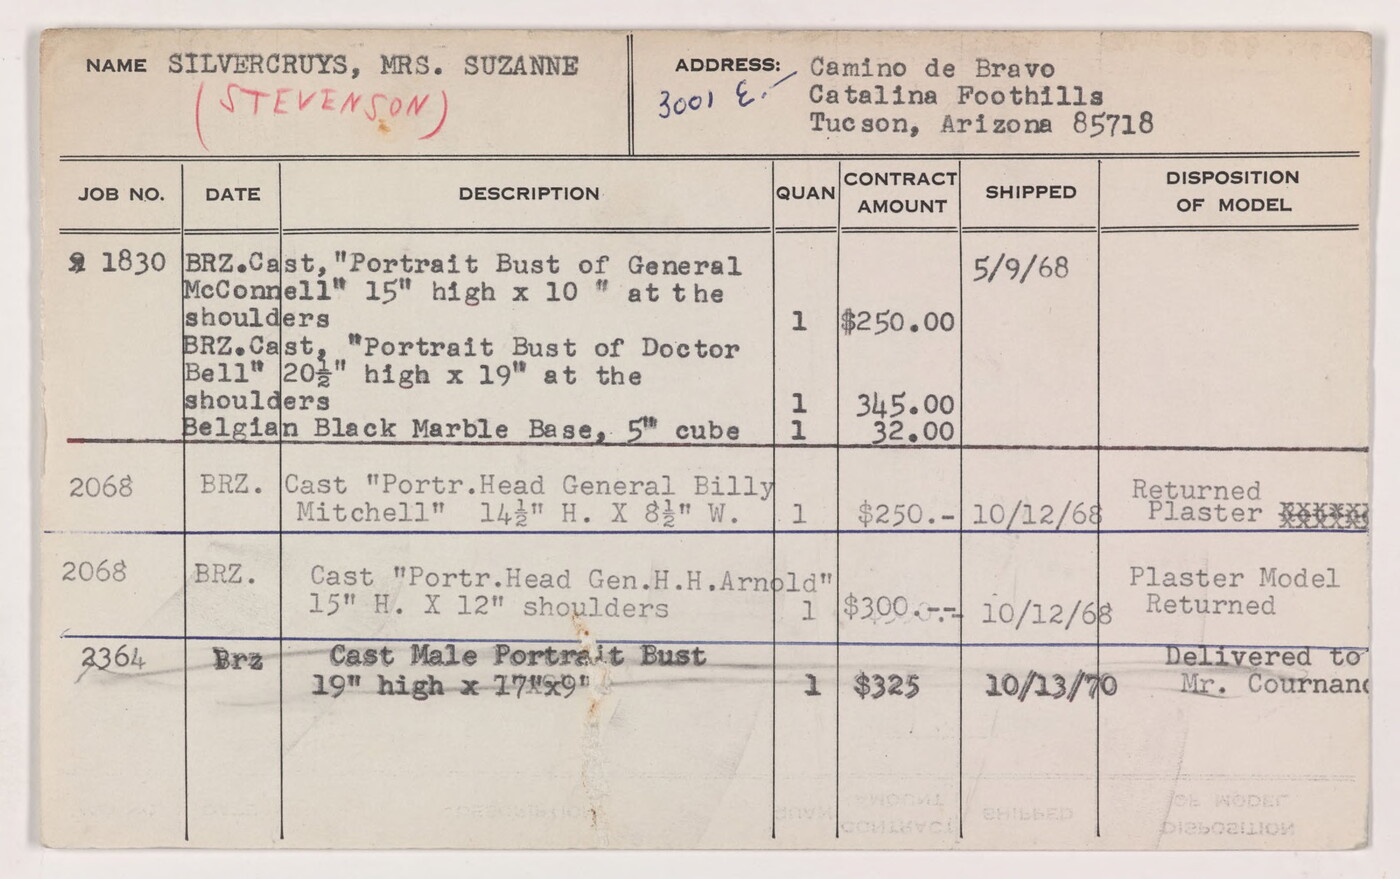 NAME SILVERCRUYS, MRS. SUZANNE
(STEVENSON)
ADDRESS: Camino de Bravo
3001 E.
Catalina Foothills
Tucson, Arizona 85718
JOB NO. DATE DESCRIPTION QUAN CONTRACT AMOUNT SHIPPED DISPOSITION OF MODEL
1830 BRZ.Cast,"Portrait Bust of General 5/9/68
McConnell" 15" high x 10 " at the
shoulders 1 $250.00
BRZ.Cast, "Portrait Bust of Doctor
Bell" 20½" high x 19" at the
shoulders 1 345.00
Belgian Black Marble Base, 5" cube 1 32.00
2068 BRZ. Cast "Portr.Head General Billy Returned
Mitchell" 14½" H. X 8½" W. 1 $250.- 10/12/68 Plaster
2068 BRZ. Cast "Portr.Head Gen.H.H.Arnold" Plaster Model
15" H. X 12" shoulders 1 $300.-- 10/12/68 Returned
2364 Brz Cast Male Portrait Bust Delivered to
19" high x 17"x9" 1 $325 10/13/70 Mr. Cournand
CONTRACT AMOUNT SHIPPED DISPOSITION OF MODEL